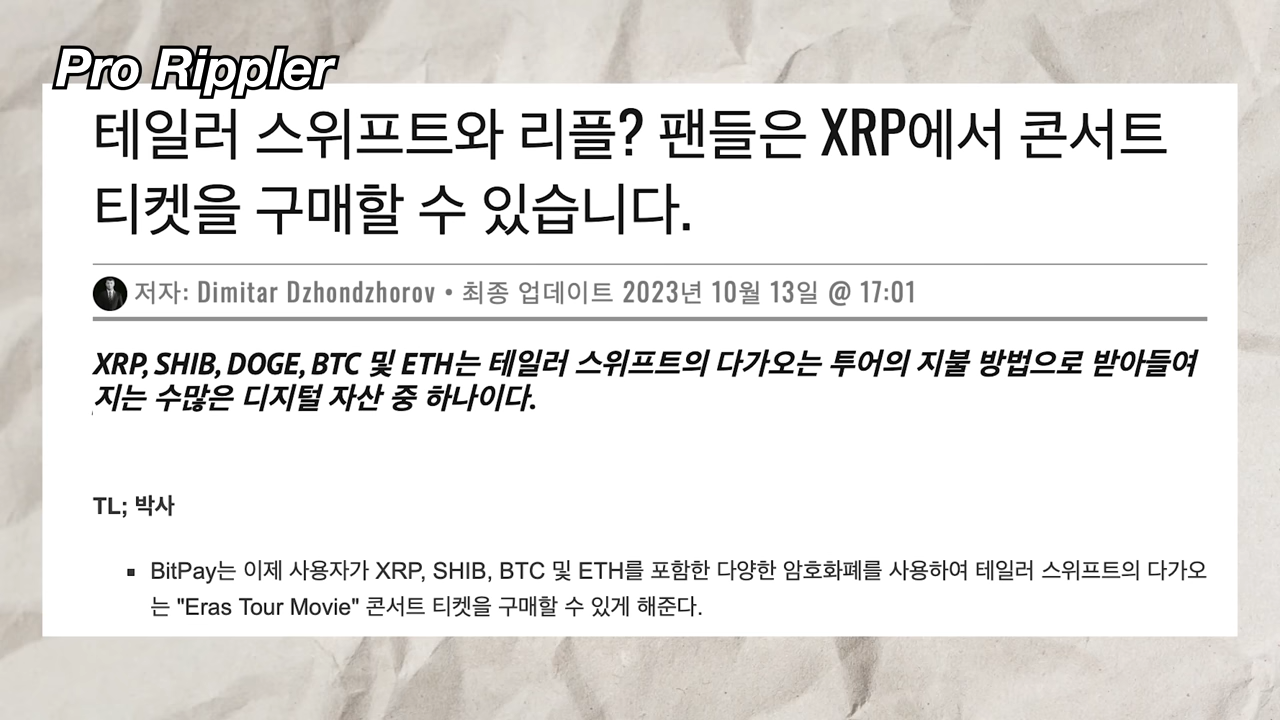 Pro Rippler
테일러 스위프트와 리플? 팬들은 XRP에서 콘서트
티켓을 구매할 수 있습니다.
저자: Dimitar Dzhondzhorov • 최종 업데이트 2023년 10월 13일 @ 17:01
XRP, SHIB, DOGE, BTC 및 ETH는 테일러 스위프트의 다가오는 투어의 지불 방법으로 받아들여
지는 수많은 디지털 자산 중 하나이다.
TL; 박사
▪ BitPay는 이제 사용자가 XRP, SHIB, BTC 및 ETH를 포함한 다양한 암호화폐를 사용하여 테일러 스위프트의 다가오
는 "Eras Tour Movie" 콘서트 티켓을 구매할 수 있게 해준다.